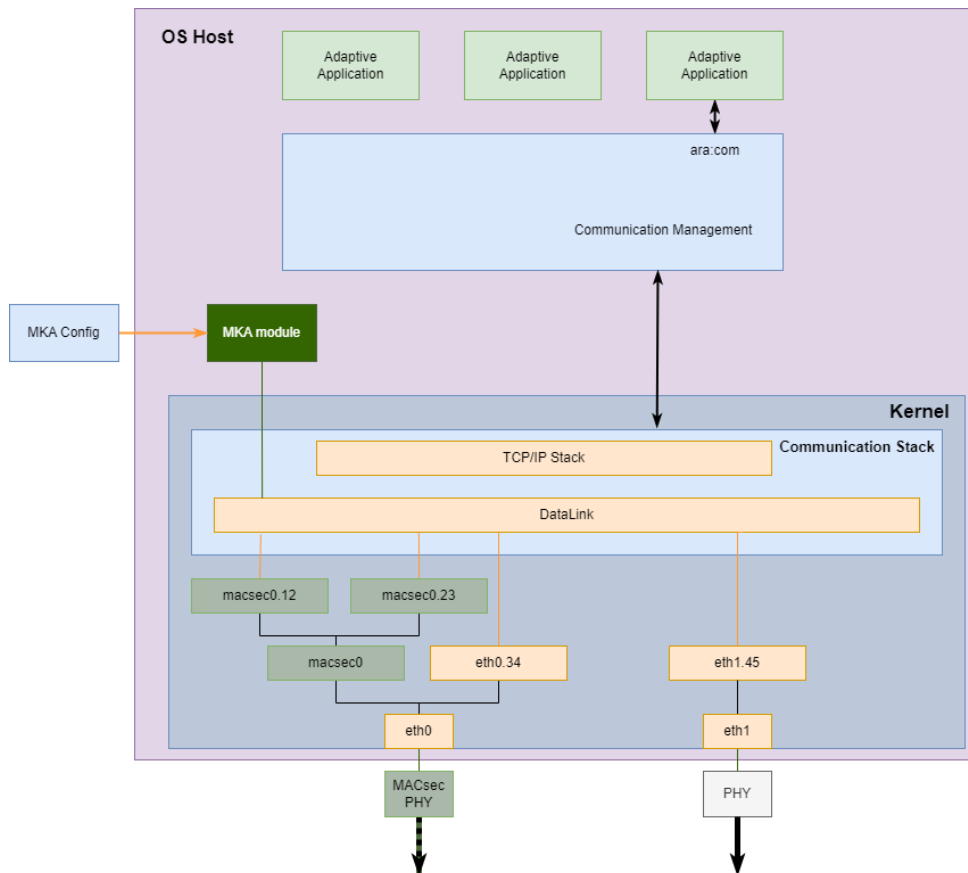 OS Host
Adaptive
Application
Adaptive
Application
Adaptive
Application
ara:com
Communication Management
MKA Config
MKA module
Kernel
Communication Stack
TCP/IP Stack
DataLink
macsec0.12
macsec0.23
macsec0
eth0.34
eth1.45
eth0
eth1
MACsec
PHY
PHY